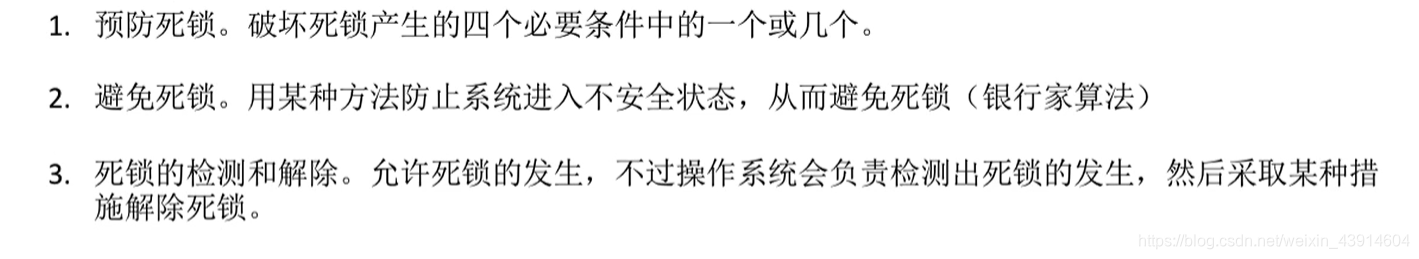 1. 预防死锁。破坏死锁产生的四个必要条件中的一个或几个。
2. 避免死锁。用某种方法防止系统进入不安全状态，从而避免死锁（银行家算法）
3. 死锁的检测和解除。允许死锁的发生，不过操作系统会负责检测出死锁的发生，然后采取某种措
施解除死锁。
https://blog.csdn.net/weixin_43914604